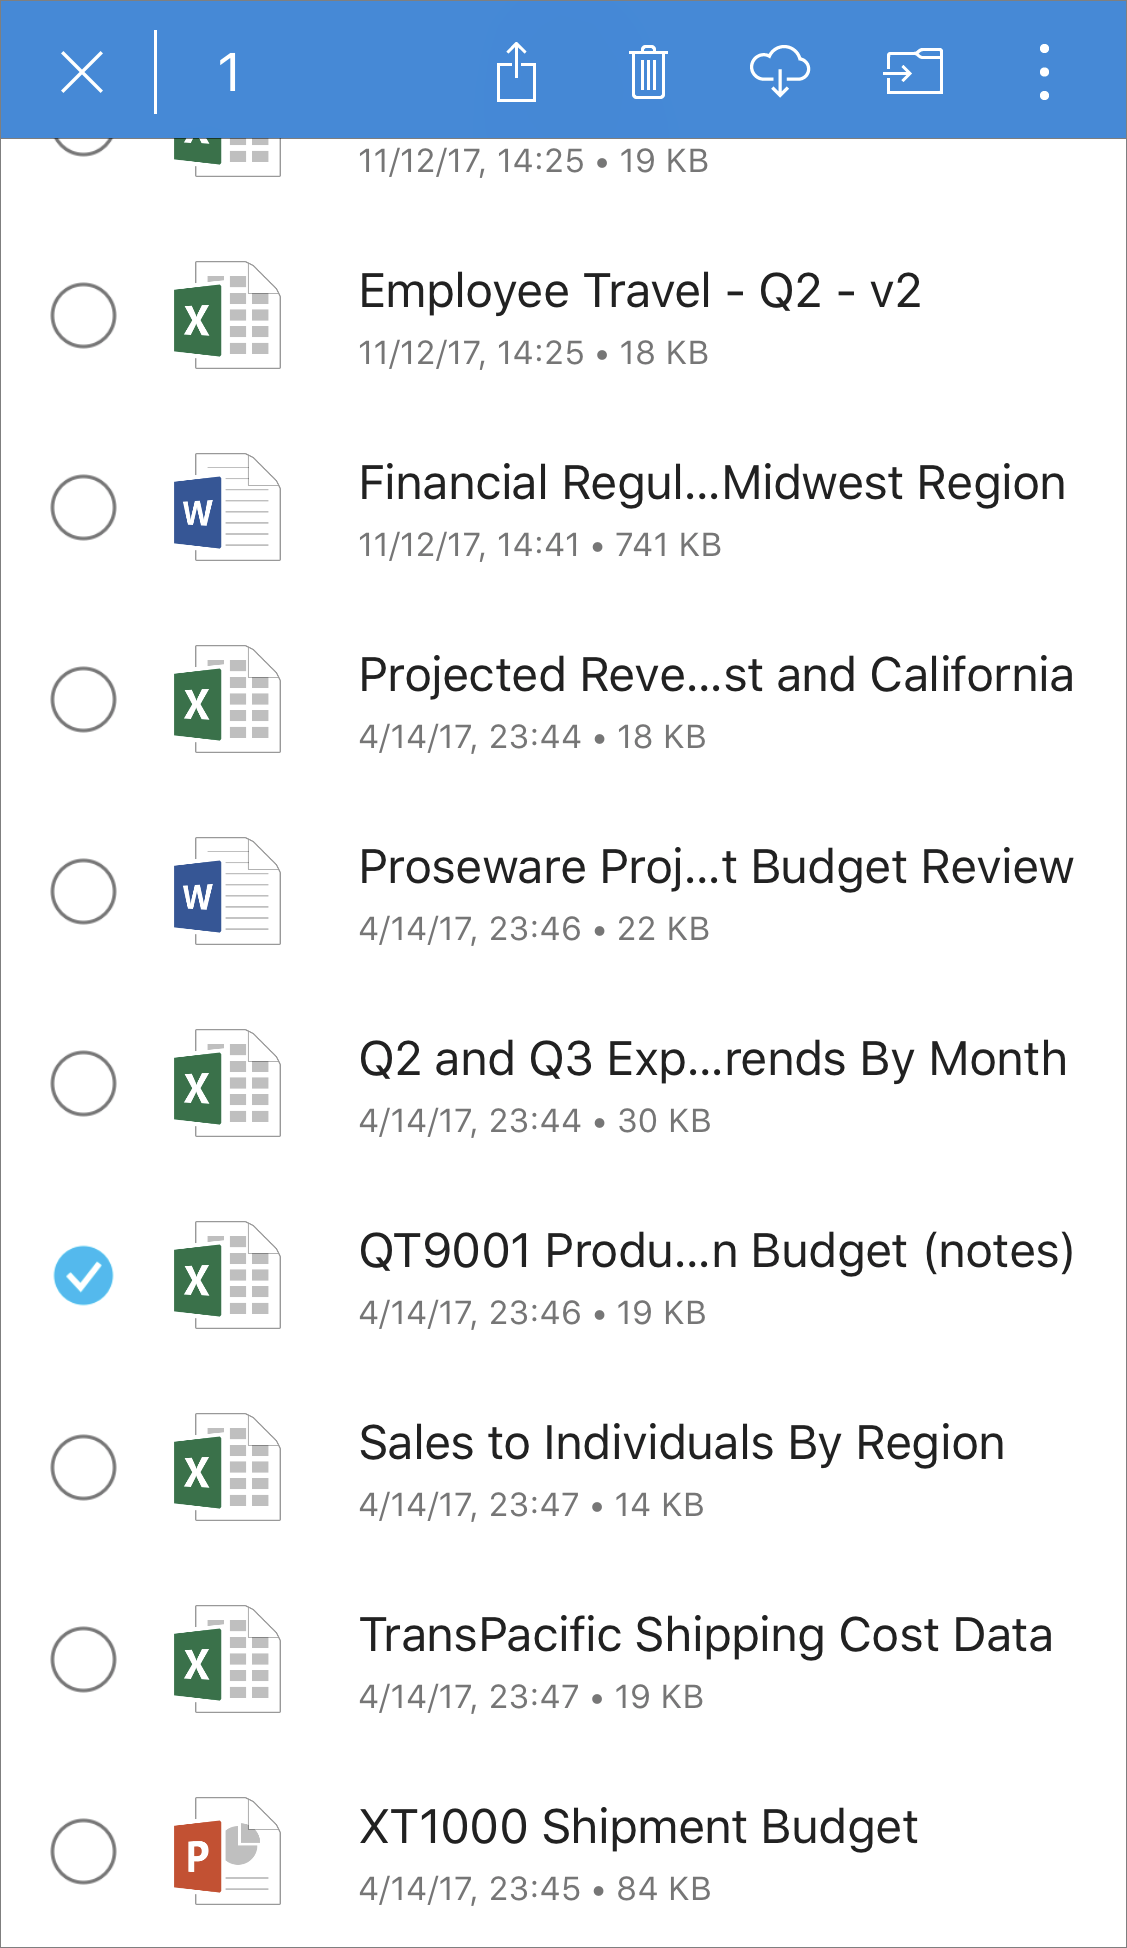 1
11/12/17, 14:25 • 19 KB
X
Employee Travel - Q2 - v2
11/12/17, 14:25 • 18 KB
W
Financial Regul...Midwest Region
11/12/17, 14:41 • 741 KB
X
Projected Reve...st and California
4/14/17, 23:44 • 18 KB
W
Proseware Proj...t Budget Review
4/14/17, 23:46 • 22 KB
X
Q2 and Q3 Exp...rends By Month
4/14/17, 23:44 • 30 KB
X
QT9001 Produ...n Budget (notes)
4/14/17, 23:46 • 19 KB
X
Sales to Individuals By Region
4/14/17, 23:47 • 14 KB
X
TransPacific Shipping Cost Data
4/14/17, 23:47 • 19 KB
P
XT1000 Shipment Budget
4/14/17, 23:45 • 84 KB